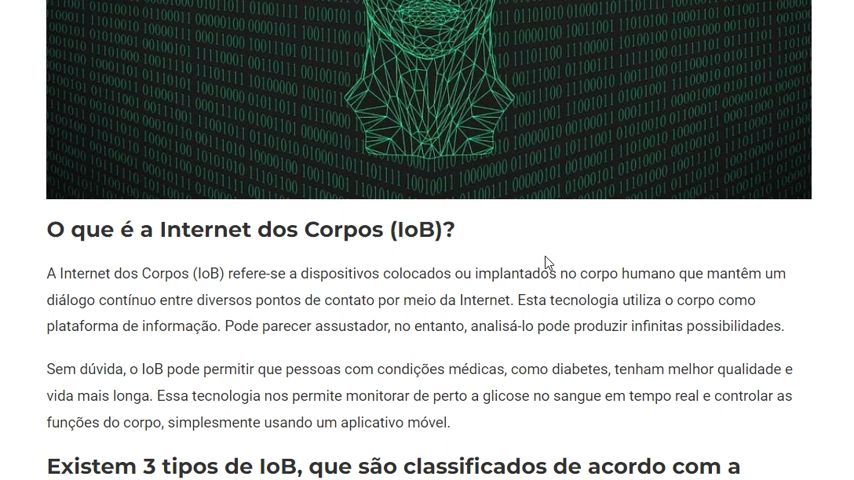 O que é a Internet dos Corpos (IoB)?
A Internet dos Corpos (IoB) refere-se a dispositivos colocados ou implantados no corpo humano que mantêm um
diálogo contínuo entre diversos pontos de contato por meio da Internet. Esta tecnologia utiliza o corpo como
plataforma de informação. Pode parecer assustador, no entanto, analisá-lo pode produzir infinitas possibilidades.
Sem dúvida, o IoB pode permitir que pessoas com condições médicas, como diabetes, tenham melhor qualidade e
vida mais longa. Essa tecnologia nos permite monitorar de perto a glicose no sangue em tempo real e controlar as
funções do corpo, simplesmente usando um aplicativo móvel.
Existem 3 tipos de IoB, que são classificados de acordo com a